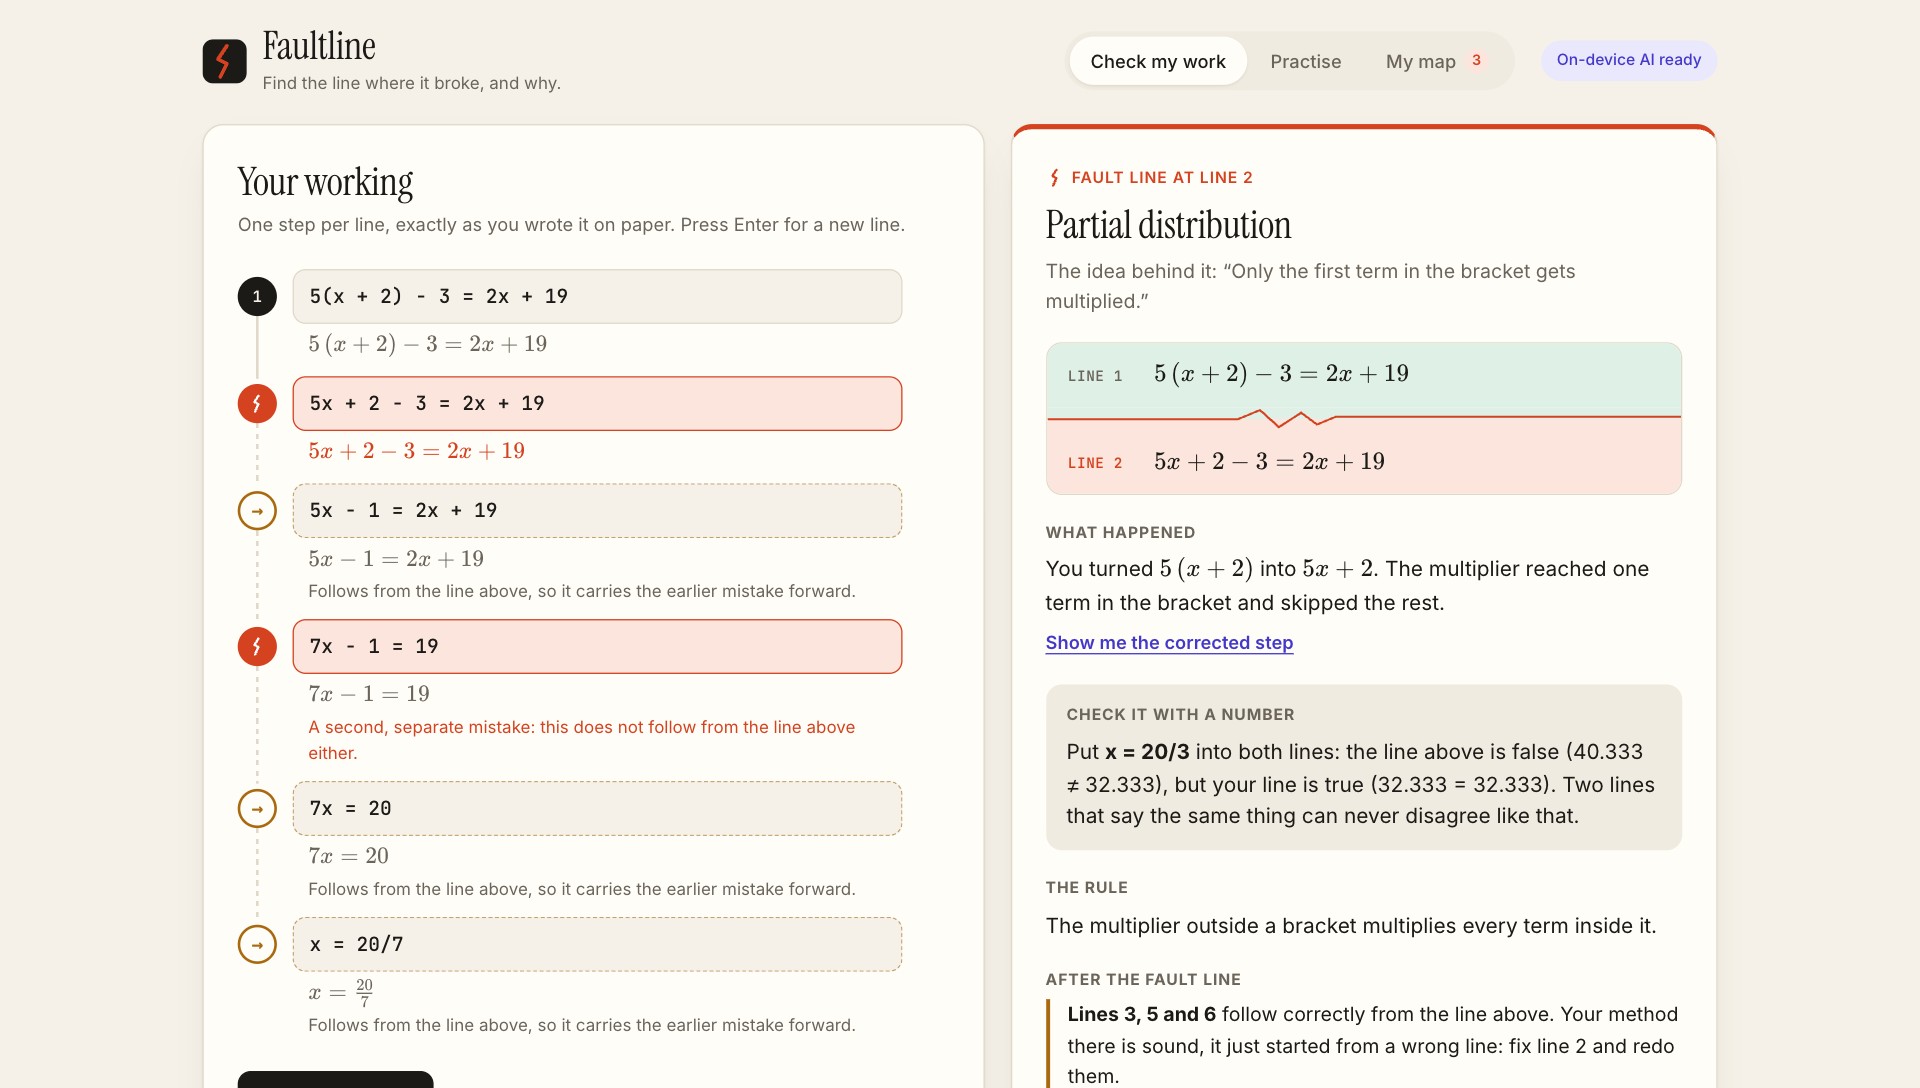 Faultline
Find the line where it broke, and why.
Check my work
Practise
My map 3
On-device AI ready
Your working
One step per line, exactly as you wrote it on paper. Press Enter for a new line.
1
5(x + 2) - 3 = 2x + 19
5 (x + 2) − 3 = 2x + 19
5x + 2 - 3 = 2x + 19
5x + 2 − 3 = 2x + 19
→
5x - 1 = 2x + 19
5x − 1 = 2x + 19
Follows from the line above, so it carries the earlier mistake forward.
7x - 1 = 19
7x − 1 = 19
A second, separate mistake: this does not follow from the line above
either.
→
7x = 20
7x = 20
Follows from the line above, so it carries the earlier mistake forward.
→
x = 20/7
x = 20/7
Follows from the line above, so it carries the earlier mistake forward.
FAULT LINE AT LINE 2
Partial distribution
The idea behind it: “Only the first term in the bracket gets
multiplied.”
LINE 1 5 (x + 2) − 3 = 2x + 19
LINE 2 5x + 2 − 3 = 2x + 19
WHAT HAPPENED
You turned 5 (x + 2) into 5x + 2. The multiplier reached one
term in the bracket and skipped the rest.
Show me the corrected step
CHECK IT WITH A NUMBER
Put x = 20/3 into both lines: the line above is false (40.333
≠ 32.333), but your line is true (32.333 = 32.333). Two lines
that say the same thing can never disagree like that.
THE RULE
The multiplier outside a bracket multiplies every term inside it.
AFTER THE FAULT LINE
Lines 3, 5 and 6 follow correctly from the line above. Your method
there is sound, it just started from a wrong line: fix line 2 and redo
them.